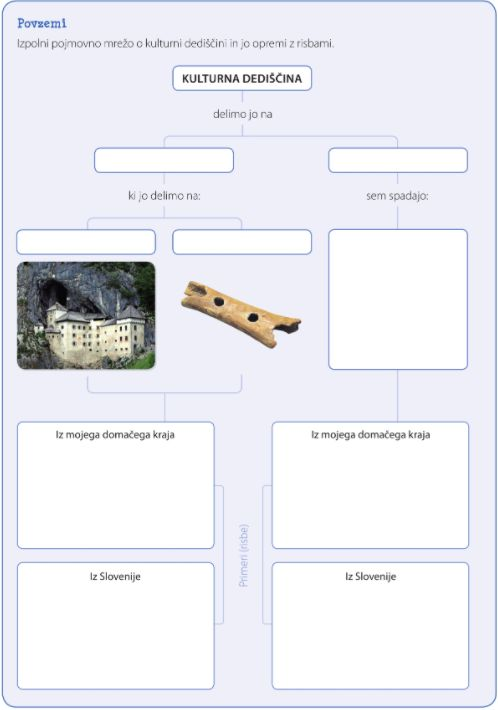 Povzemi
Izpolni pojmovno mrežo o kulturni dediščini in jo opremi z risbami.
KULTURNA DEDIŠČINA
delimo jo na
ki jo delimo na:
sem spadajo:
Iz mojega domačega kraja
Iz mojega domačega kraja
Primeri (risbe)
Iz Slovenije
Iz Slovenije